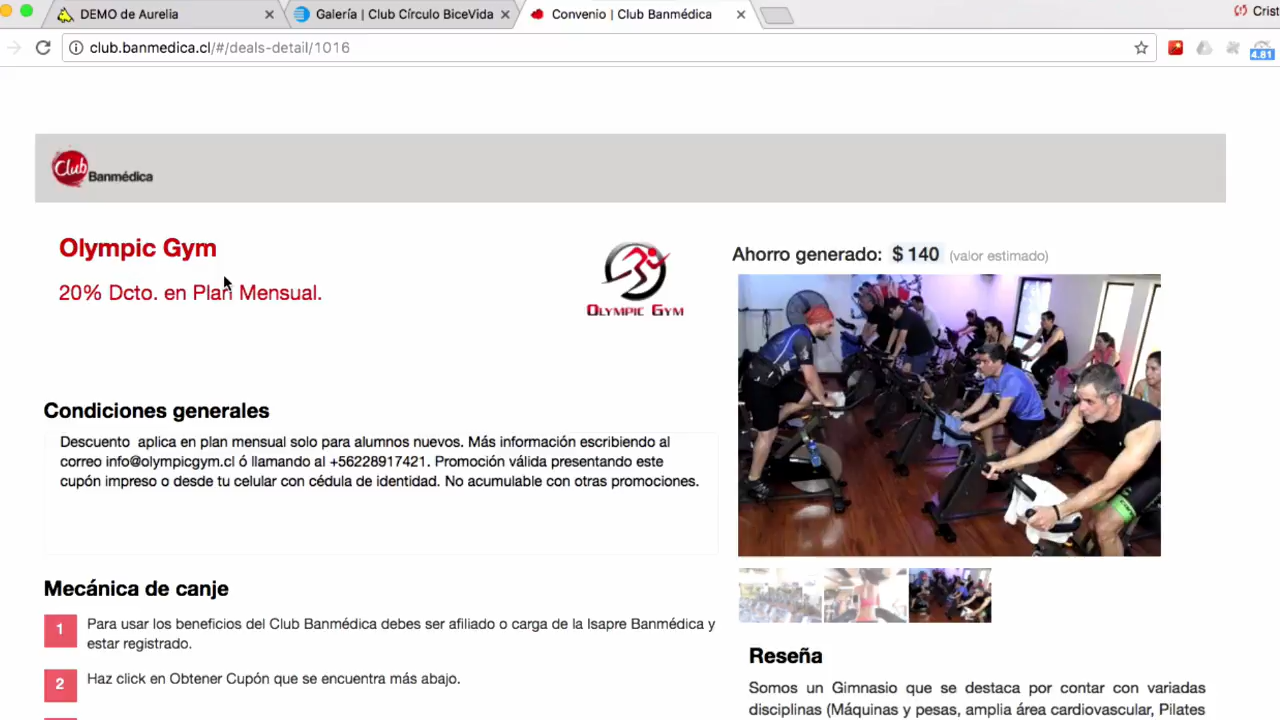 DEMO de Aurelia
Galería | Club Círculo BiceVida
Convenio | Club Banmédica
Crist
club.banmedica.cl/#/deals-detail/1016
4.81
Club Banmédica
Olympic Gym
20% Dcto. en Plan Mensual.
OLYMPIC GYM
Ahorro generado: $ 140 (valor estimado)
Condiciones generales
Descuento aplica en plan mensual solo para alumnos nuevos. Más información escribiendo al
correo info@olympicgym.cl ó llamando al +56228917421. Promoción válida presentando este
cupón impreso o desde tu celular con cédula de identidad. No acumulable con otras promociones.
Mecánica de canje
1 Para usar los beneficios del Club Banmédica debes ser afiliado o carga de la Isapre Banmédica y
estar registrado.
2 Haz click en Obtener Cupón que se encuentra más abajo.
Reseña
Somos un Gimnasio que se destaca por contar con variadas
disciplinas (Máquinas y pesas, amplia área cardiovascular, Pilates